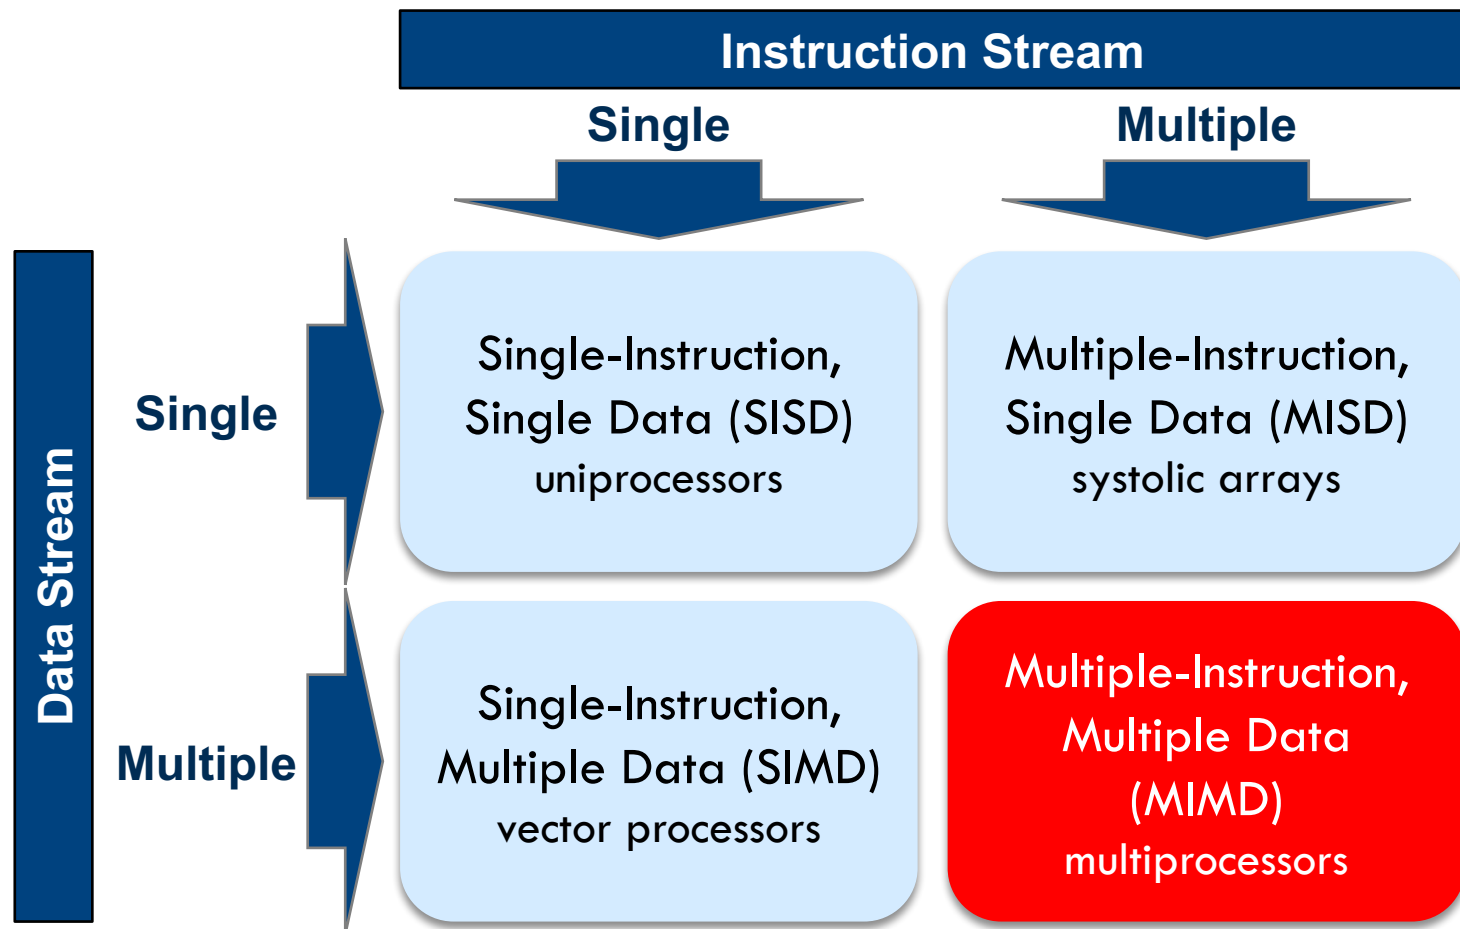 Instruction Stream
Single
Multiple
Data Stream
Single
Single-Instruction,
Single Data (SISD)
uniprocessors
Multiple-Instruction,
Single Data (MISD)
systolic arrays
Multiple
Single-Instruction,
Multiple Data (SIMD)
vector processors
Multiple-Instruction,
Multiple Data
(MIMD)
multiprocessors